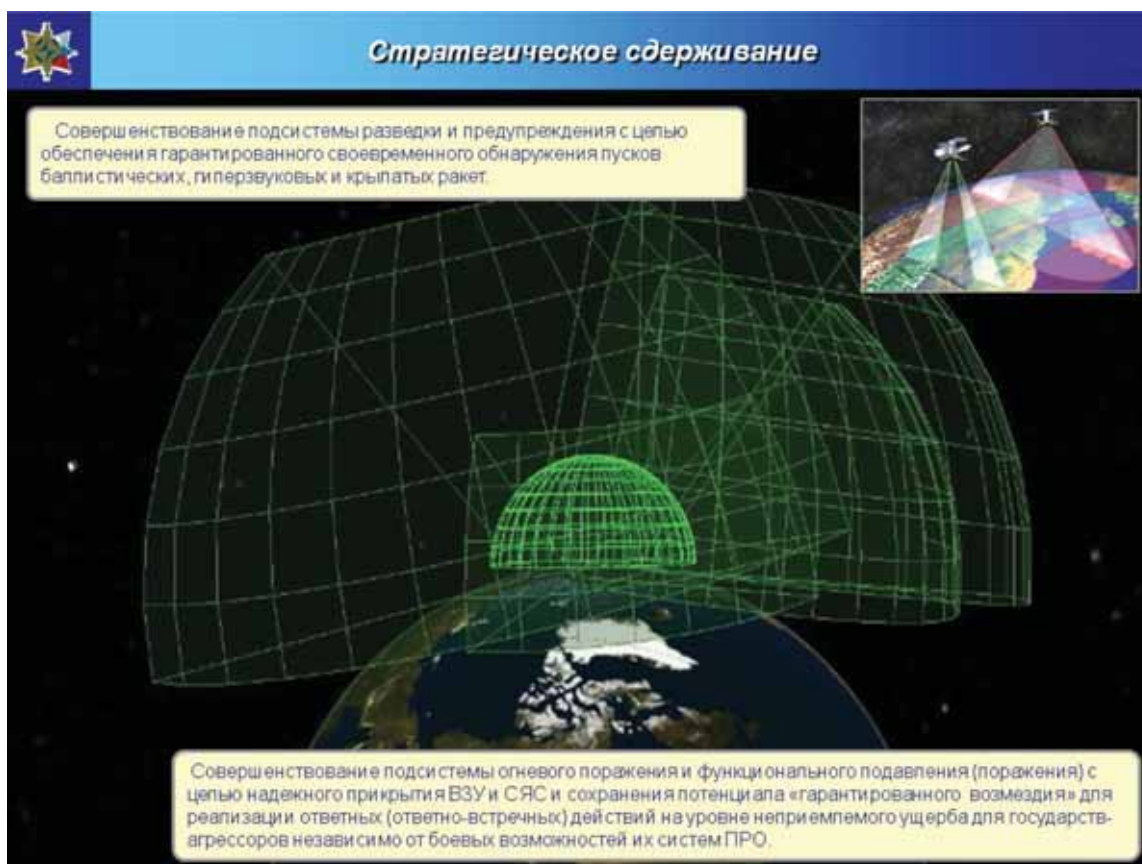 Стратегическое сдерживание
Совершенствование подсистемы разведки и предупреждения с целью
обеспечения гарантированного своевременного обнаружения пусков
баллистических, гиперзвуковых и крылатых ракет.
Совершенствование подсистемы огневого поражения и функционального подавления (поражения) с
целью надежного прикрытия ВЗУ и СЯС и сохранения потенциала «гарантированного возмездия» для
реализации ответных (ответно-встречных) действий на уровне неприемлемого ущерба для государств-
агрессоров независимо от боевых возможностей их систем ПРО.